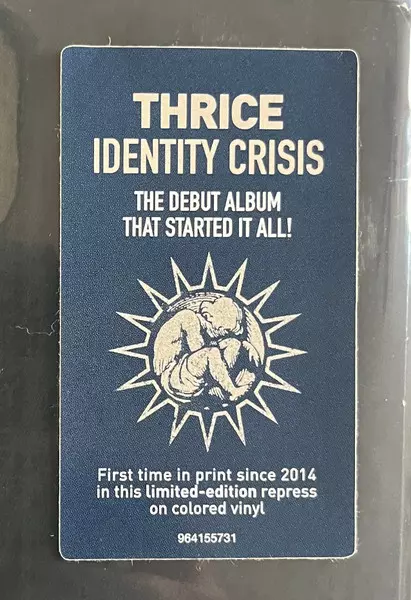 THRICE
IDENTITY CRISIS
THE DEBUT ALBUM
THAT STARTED IT ALL!
First time in print since 2014
in this limited-edition repress
on colored vinyl
964155731